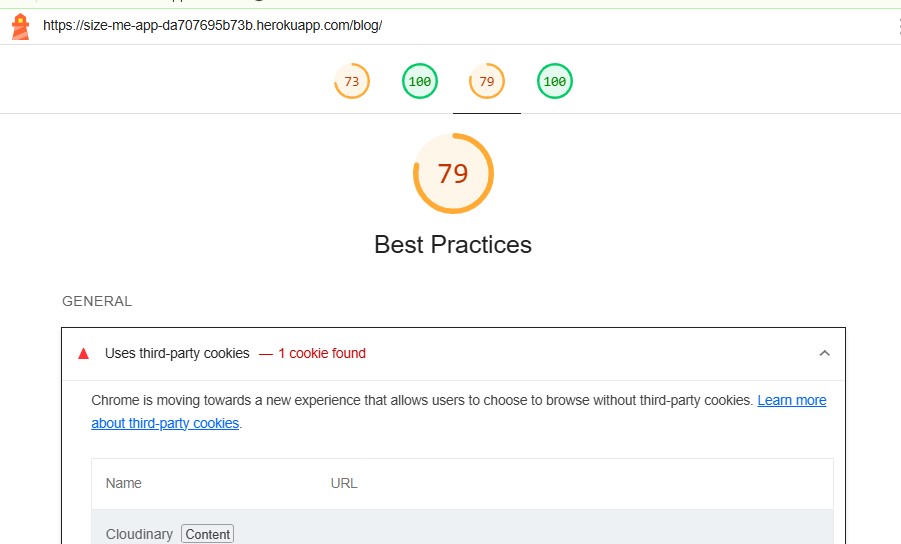 https://size-me-app-da707695b73b.herokuapp.com/blog/
73 100 79 100
79
Best Practices
GENERAL
Uses third-party cookies — 1 cookie found
Chrome is moving towards a new experience that allows users to choose to browse without third-party cookies. Learn more
about third-party cookies.
Name URL
Cloudinary Content